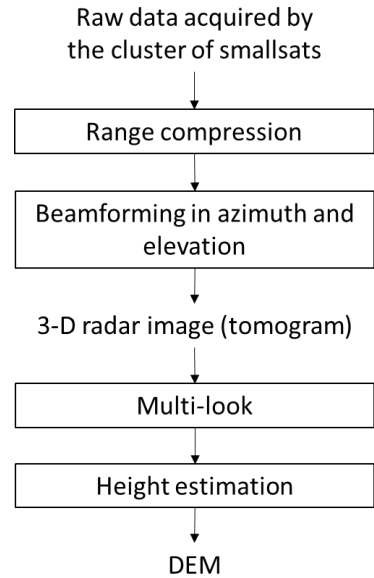 Raw data acquired by
the cluster of smallsats
Range compression
Beamforming in azimuth and
elevation
3-D radar image (tomogram)
Multi-look
Height estimation
DEM